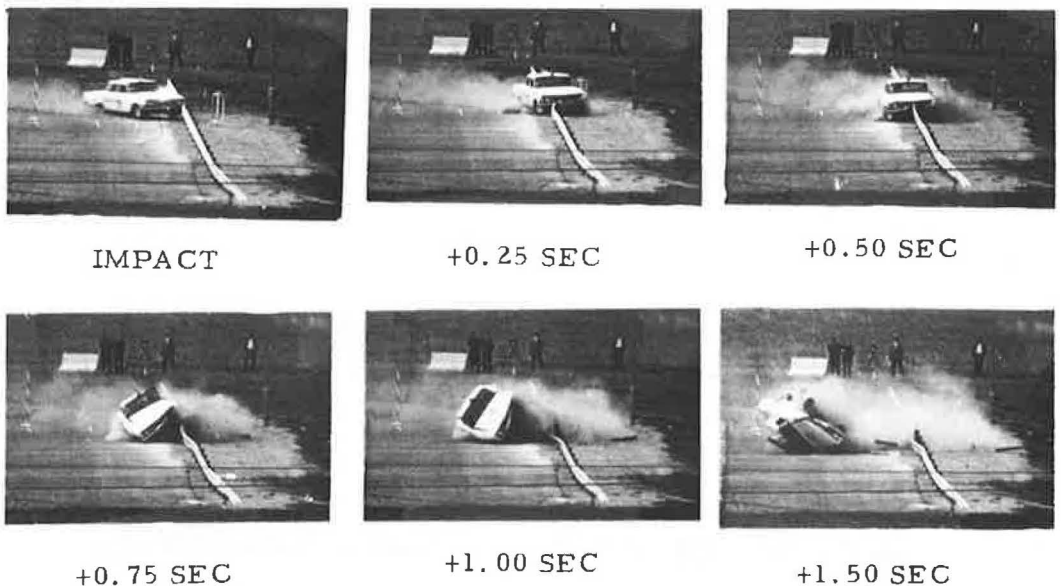 IMPACT
+0.25 SEC
+0.50 SEC
+0.75 SEC
+1.00 SEC
+1.50 SEC